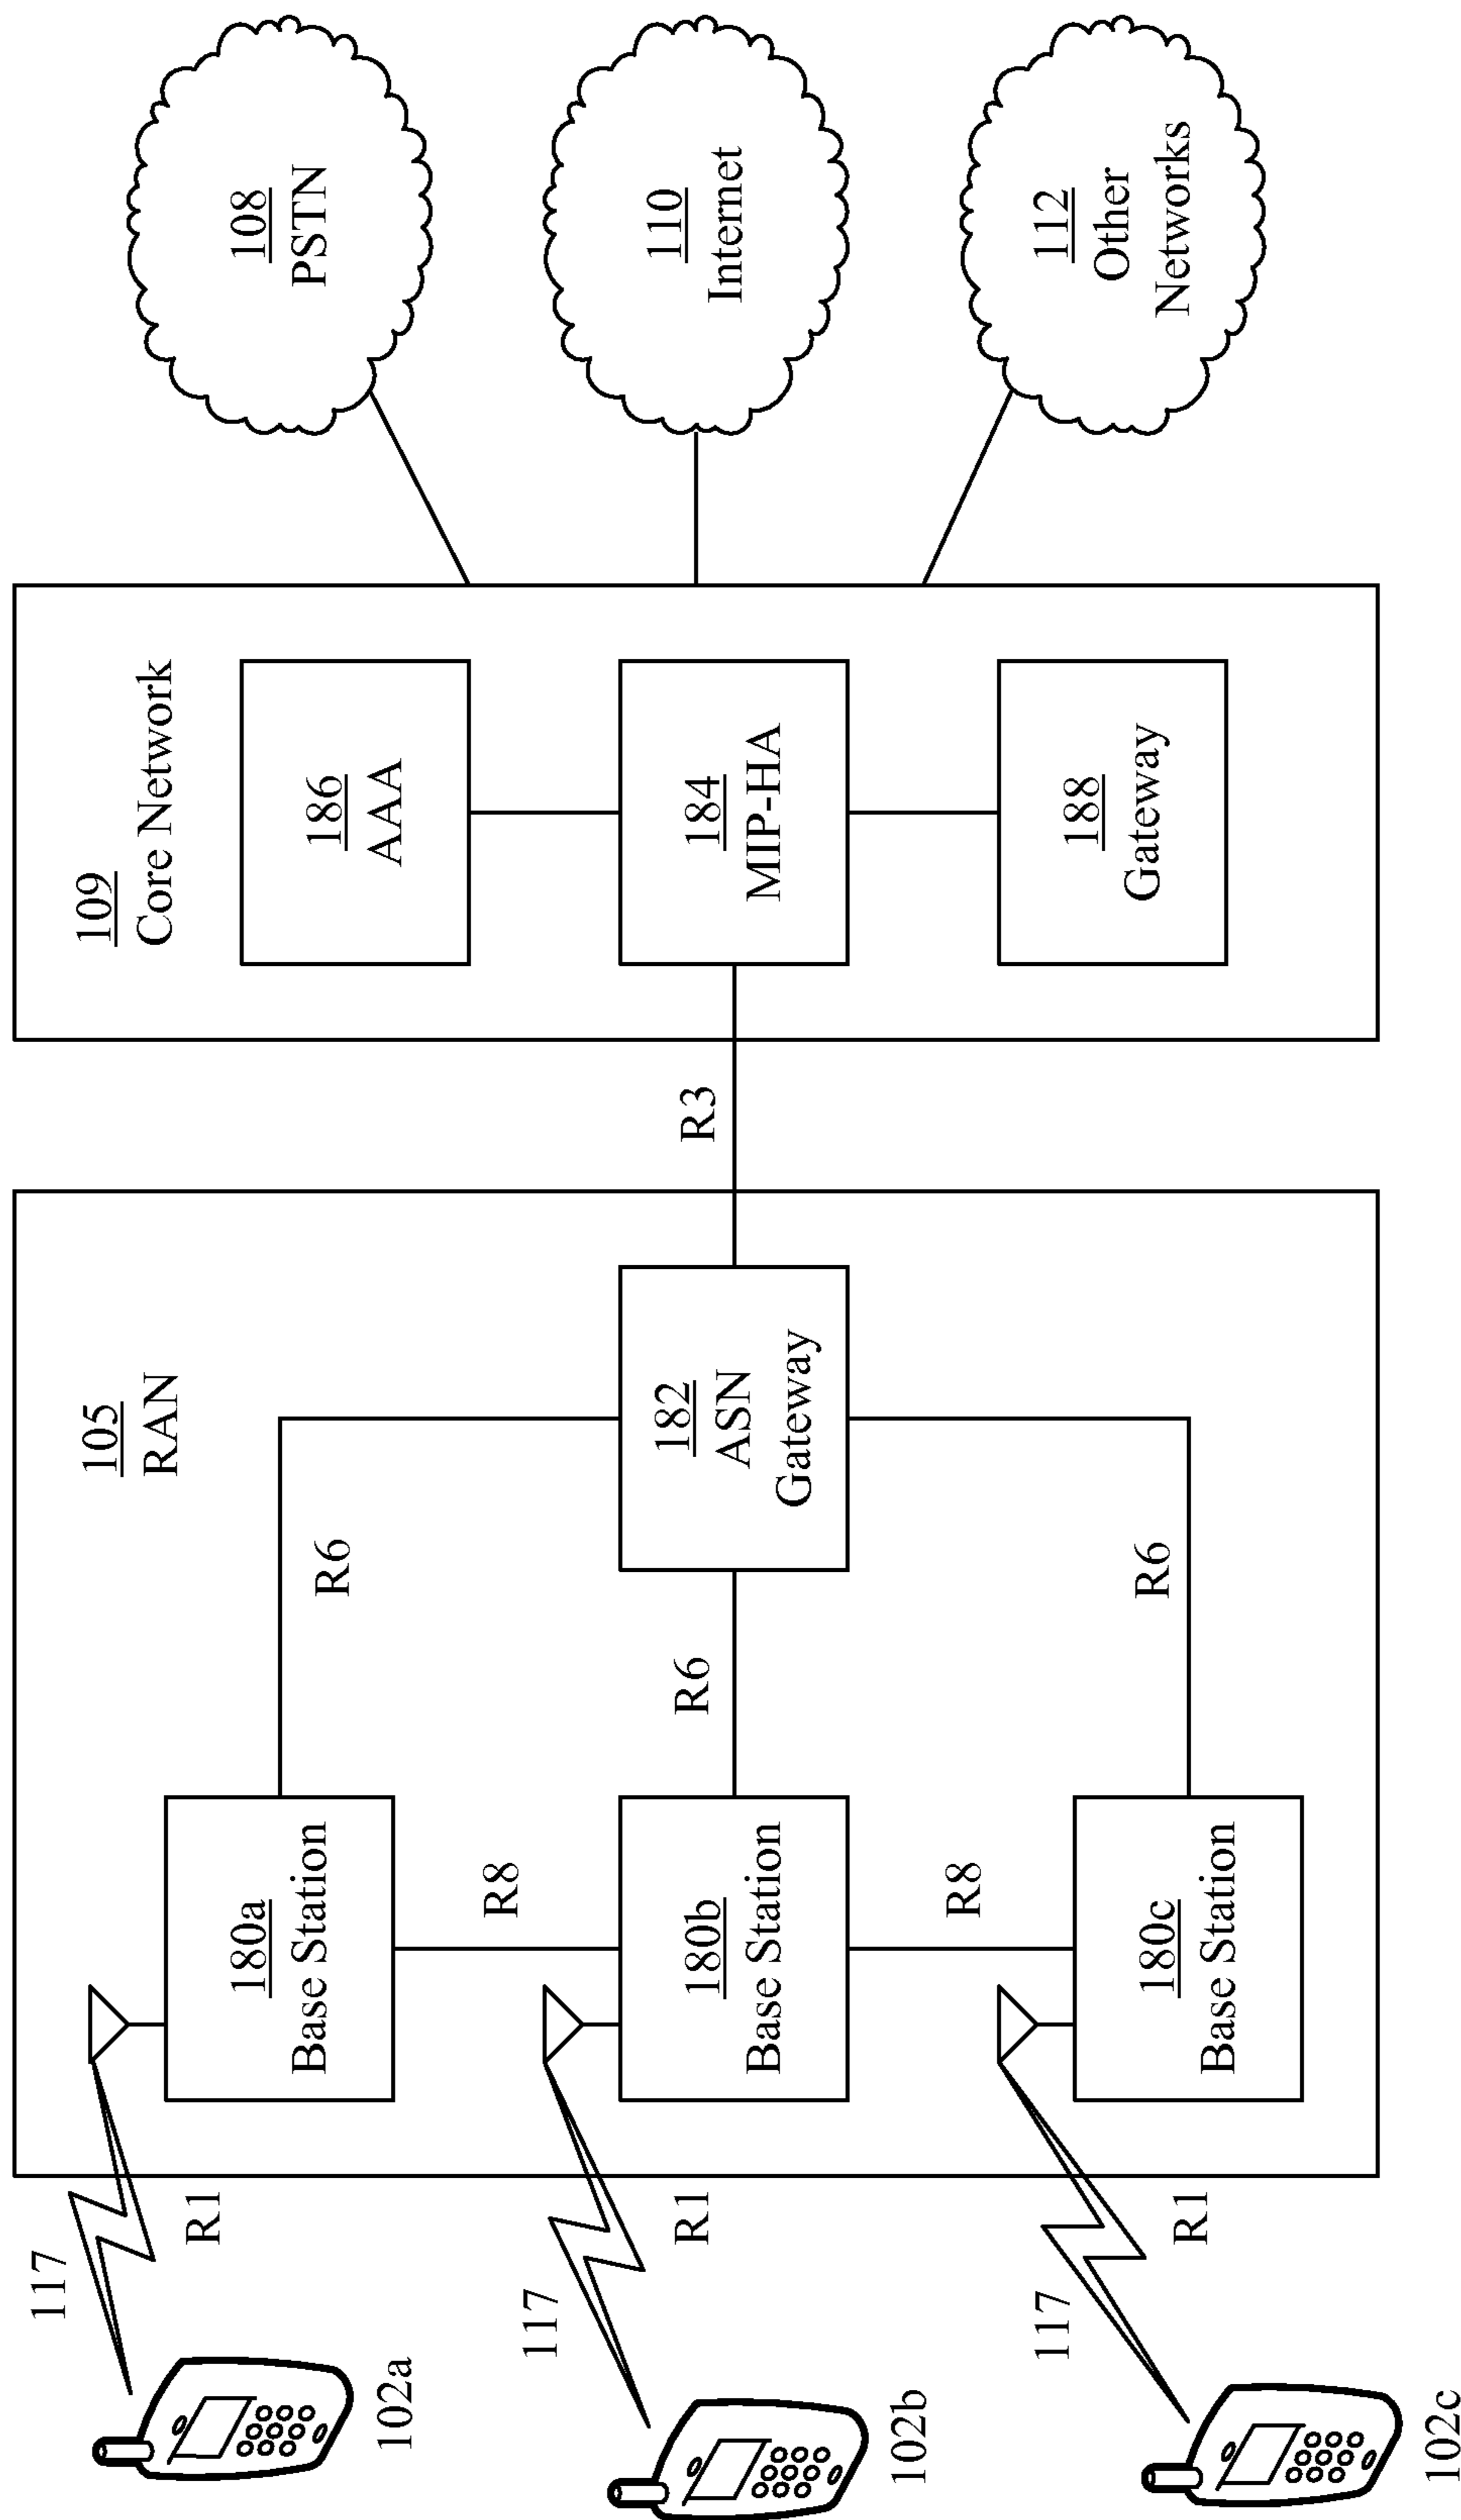 117
R1
102a
117
R1
102b
117
R1
102c
105
RAN
180a
Base Station
R8
180b
Base Station
R8
180c
Base Station
R6
R6
R6
182
ASN
Gateway
R3
109
Core Network
186
AAA
184
MIP-HA
188
Gateway
108
PSTN
110
Internet
112
Other
Networks